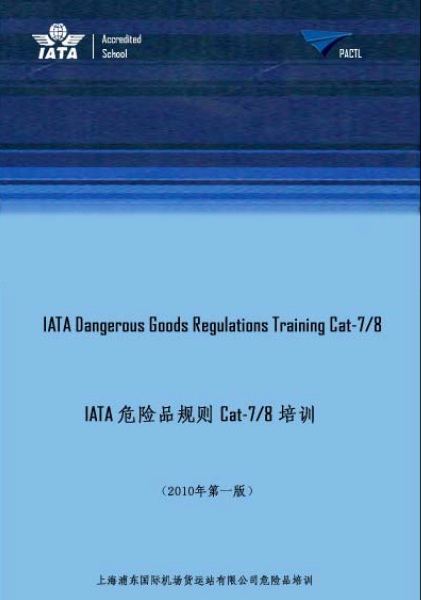 IATA
Accredited
School
PACTL
IATA Dangerous Goods Regulations Training Cat-7/8
IATA 危险品规则 Cat-7/8 培训
（2010年第一版）
上海浦东国际机场货运站有限公司危险品培训